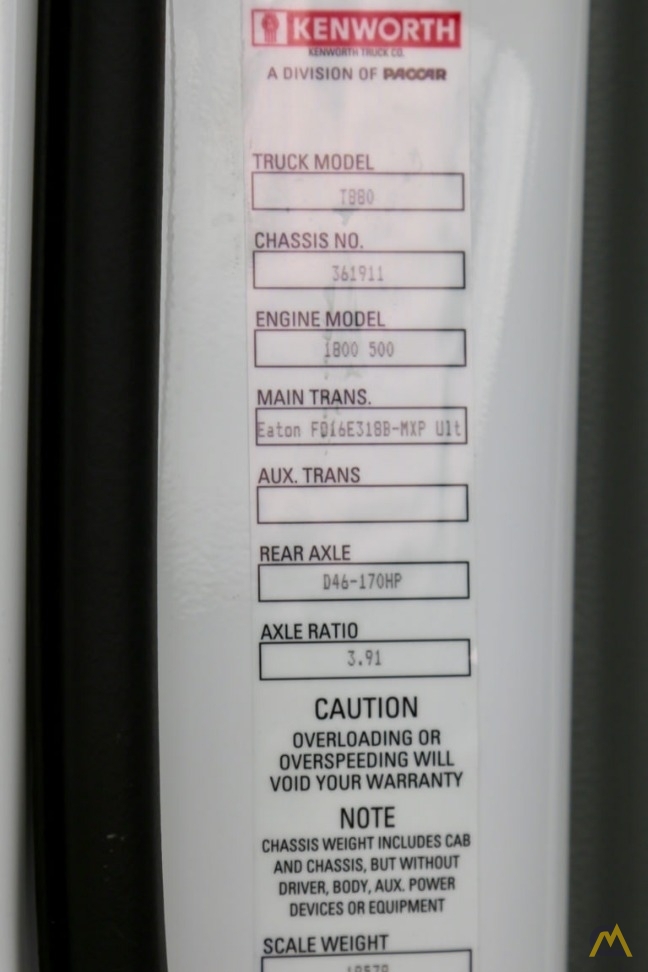 KENWORTH
KENWORTH TRUCK CO.
A DIVISION OF PACCAR
TRUCK MODEL
T880
CHASSIS NO.
361911
ENGINE MODEL
1800 500
MAIN TRANS.
Eaton FO16E318B-MXP Ult
AUX. TRANS
REAR AXLE
D46-170HP
AXLE RATIO
3.91
CAUTION
OVERLOADING OR
OVERSPEEDING WILL
VOID YOUR WARRANTY
NOTE
CHASSIS WEIGHT INCLUDES CAB
AND CHASSIS, BUT WITHOUT
DRIVER, BODY, AUX. POWER
DEVICES OR EQUIPMENT
SCALE WEIGHT